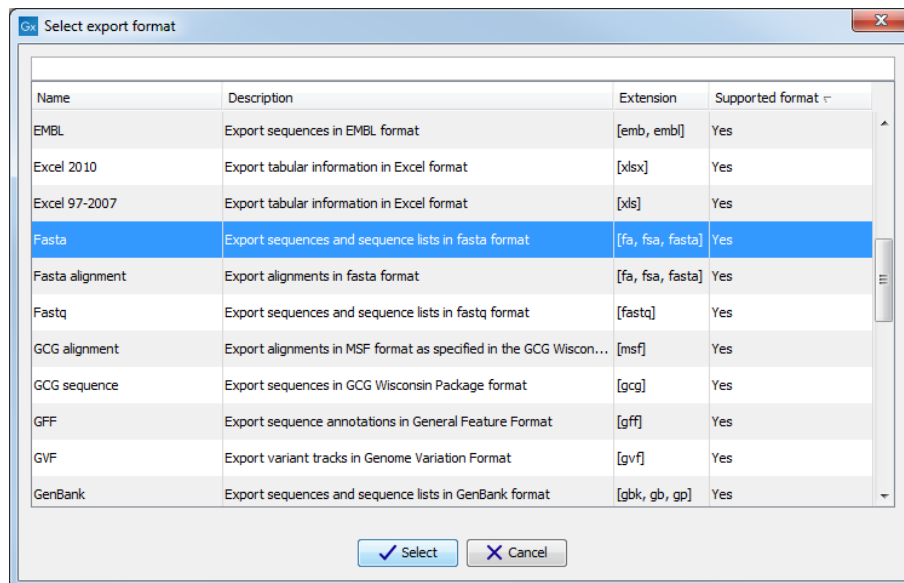 Gx Select export format
Name Description Extension Supported format
EMBL Export sequences in EMBL format [emb, embl] Yes
Excel 2010 Export tabular information in Excel format [xlsx] Yes
Excel 97-2007 Export tabular information in Excel format [xls] Yes
Fasta Export sequences and sequence lists in fasta format [fa, fsa, fasta] Yes
Fasta alignment Export alignments in fasta format [fa, fsa, fasta] Yes
Fastq Export sequences and sequence lists in fastq format [fastq] Yes
GCG alignment Export alignments in MSF format as specified in the GCG Wiscon... [msf] Yes
GCG sequence Export sequences in GCG Wisconsin Package format [gcg] Yes
GFF Export sequence annotations in General Feature Format [gff] Yes
GVF Export variant tracks in Genome Variation Format [gvf] Yes
GenBank Export sequences and sequence lists in GenBank format [gbk, gb, gp] Yes
Select Cancel